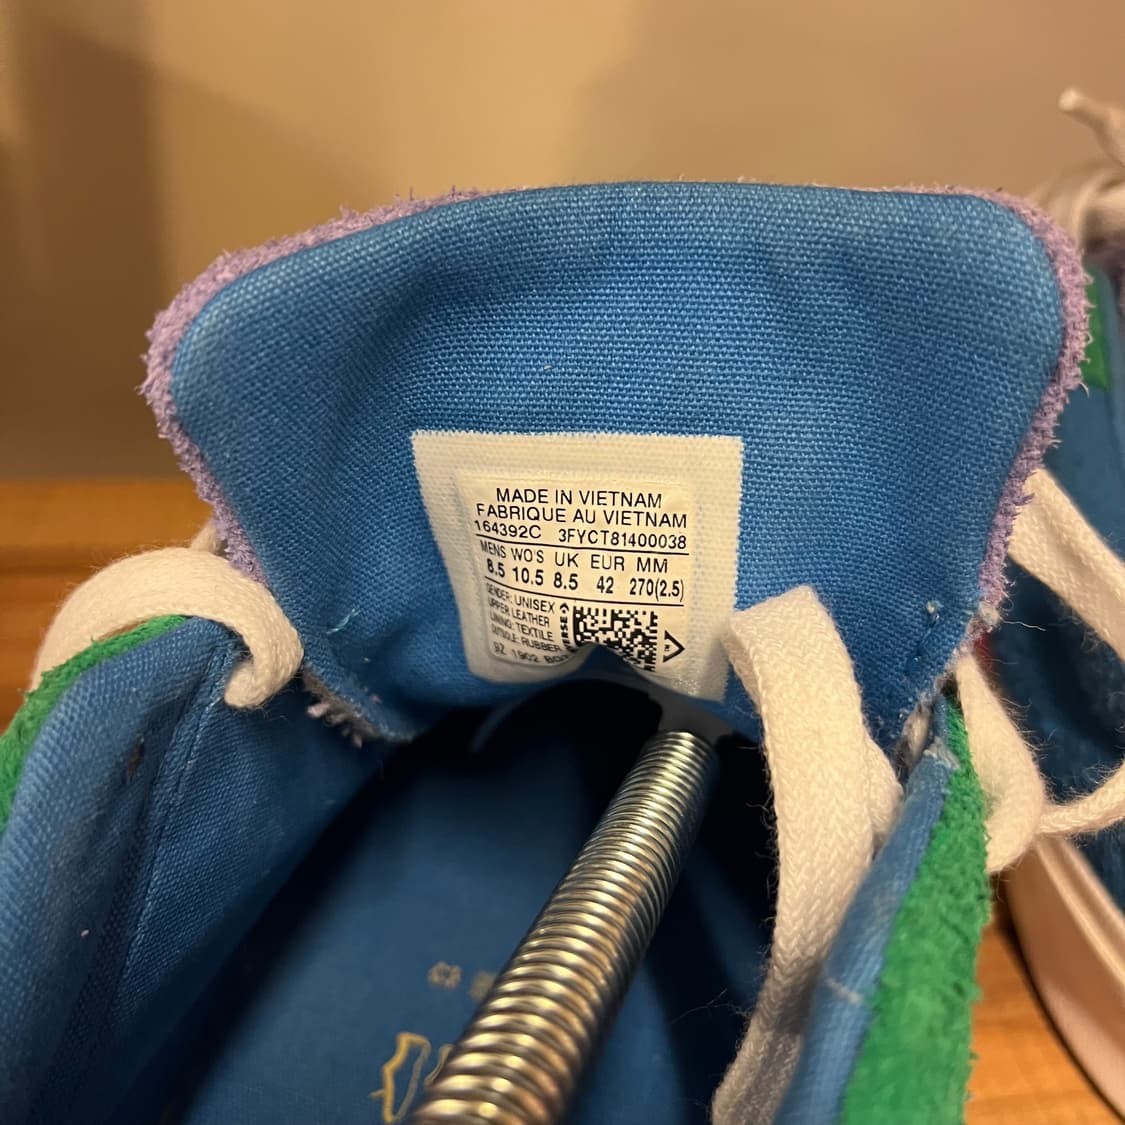 MADE IN VIETNAM
FABRIQUE AU VIETNAM
164392C 3FYCT81400038
MENS WO'S UK EUR MM
8.5 10.5 8.5 42 270(2.5)
GENDER: UNISEX
UPPER LEATHER
LINING: TEXTILE
OUTSOLE: RUBBER
1902